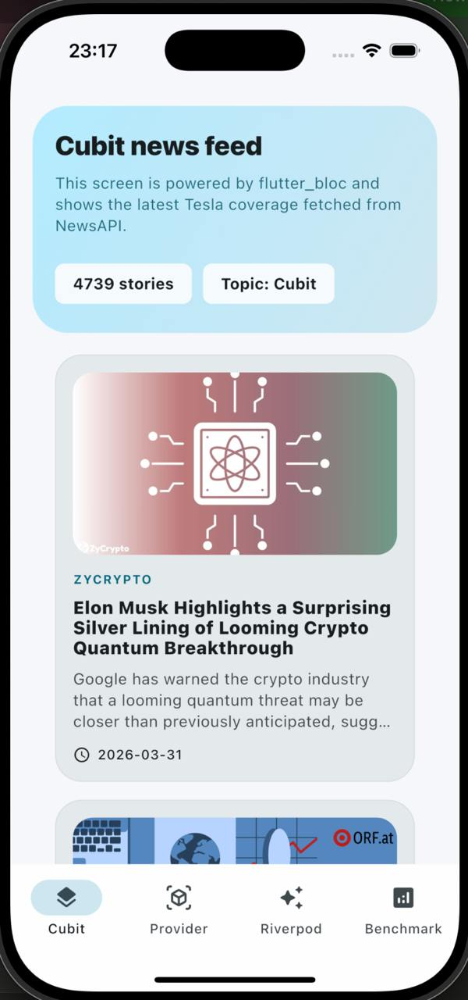 23:17
Cubit news feed
This screen is powered by flutter_bloc and
shows the latest Tesla coverage fetched from
NewsAPI.
4739 stories
Topic: Cubit
ZyCrypto
ZYCRYPTO
Elon Musk Highlights a Surprising
Silver Lining of Looming Crypto
Quantum Breakthrough
Google has warned the crypto industry
that a looming quantum threat may be
closer than previously anticipated, sugg...
2026-03-31
ORF.at
Cubit
Provider
Riverpod
Benchmark